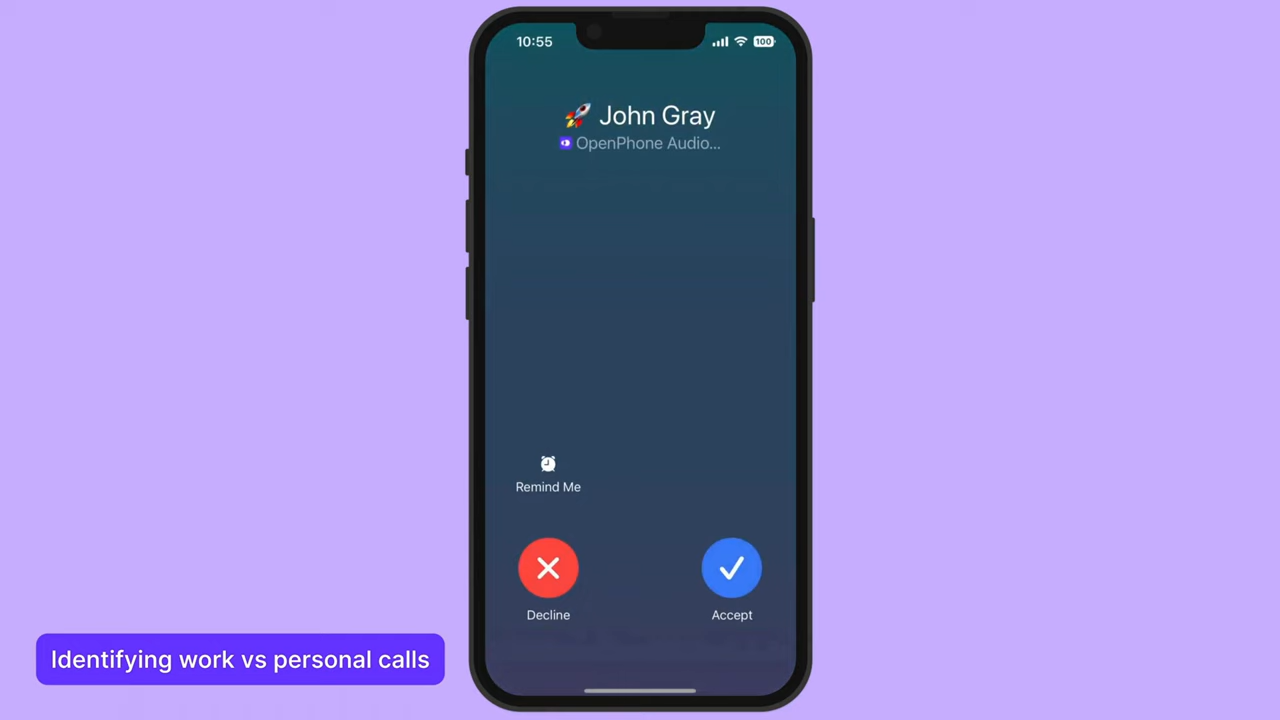 10:55
100
🚀 John Gray
OpenPhone Audio...
Remind Me
Decline
Accept
Identifying work vs personal calls